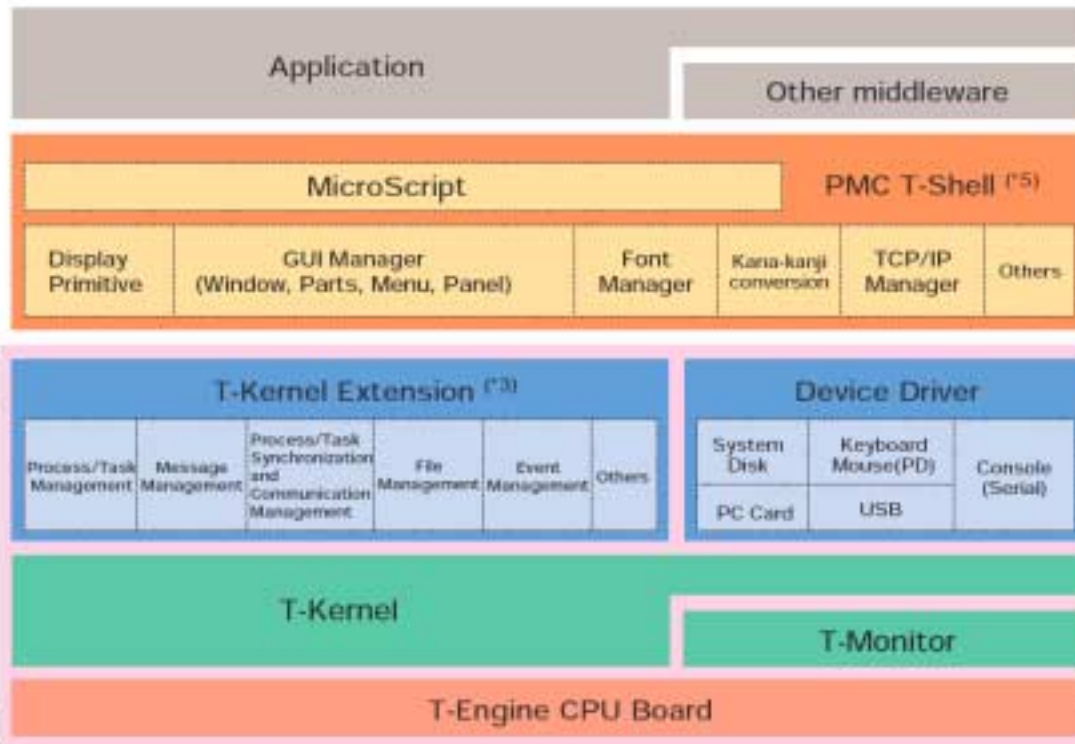 Application
Other middleware
MicroScript
PMC T-Shell (*5)
Display
Primitive
GUI Manager
(Window, Parts, Menu, Panel)
Font
Manager
Kana-kanji
conversion
TCP/IP
Manager
Others
T-Kernel Extension (*3)
Process/Task
Management
Message
Management
Process/Task
Synchronization
and
Communication
Management
File
Management
Event
Management
Others
Device Driver
System
Disk
Keyboard
Mouse(PD)
Console
(Serial)
PC Card
USB
T-Kernel
T-Monitor
T-Engine CPU Board